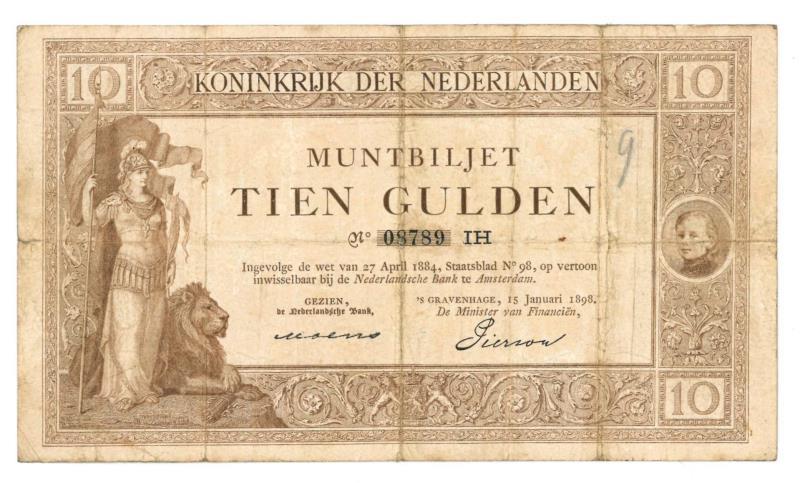 10 KONINKRIJK DER NEDERLANDEN 10
MUNTBILJET
TIEN GULDEN
9
No 08789 IH
Ingevolge de wet van 27 April 1884, Staatsblad No 98, op vertoon
inwisselbaar bij de Nederlandsche Bank te Amsterdam.
GEZIEN,
de Nederlandsche Bank,
Moens
'S GRAVENHAGE, 15 Januari 1898.
De Minister van Financiën,
Pierson
10